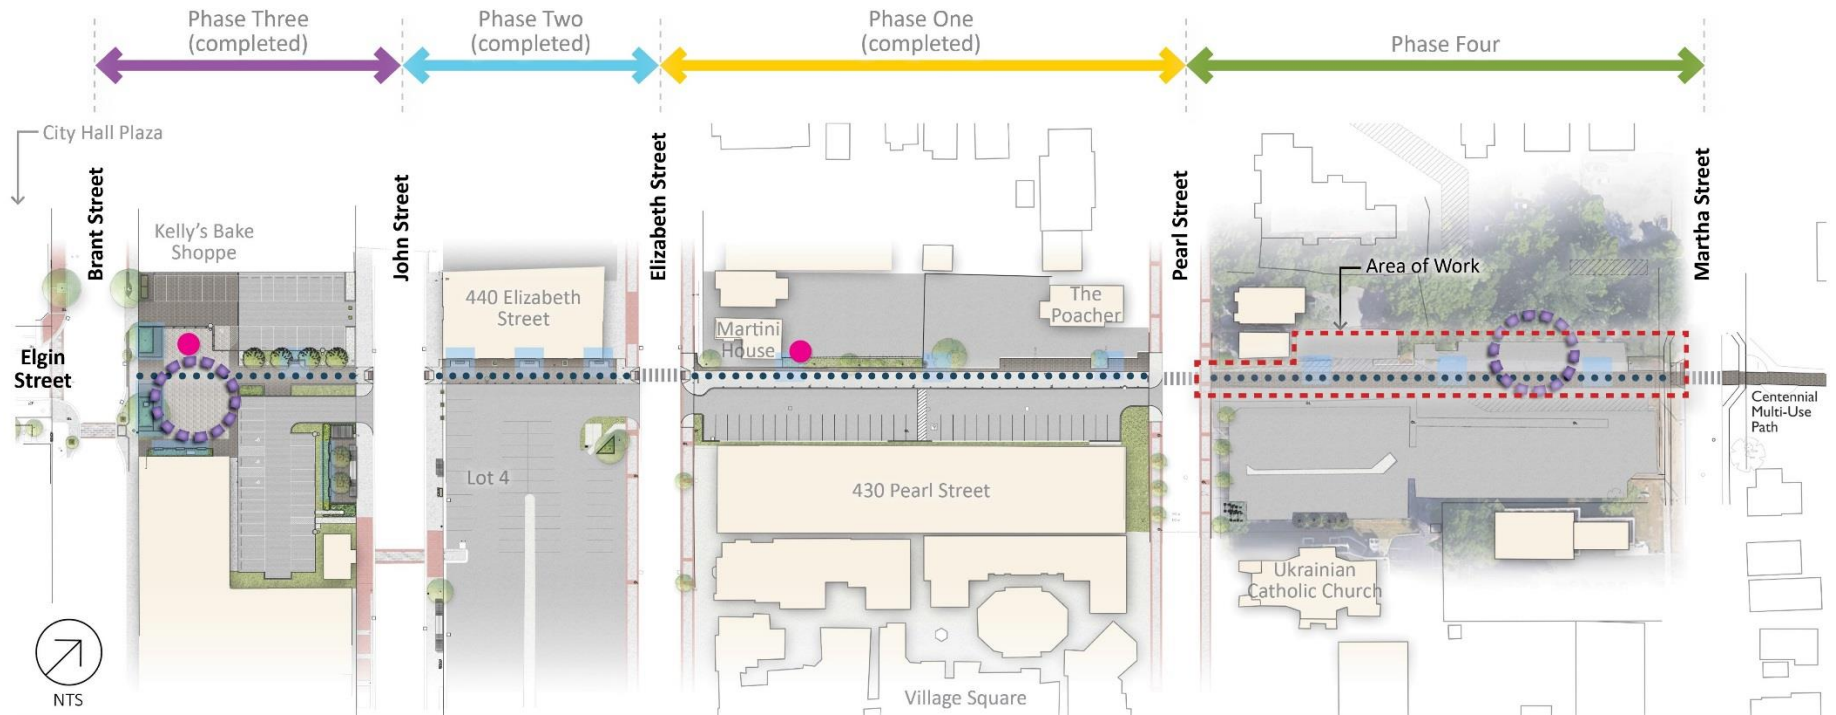 Phase Three
(completed)
Phase Two
(completed)
Phase One
(completed)
Phase Four
City Hall Plaza
Brant Street
John Street
Elizabeth Street
Pearl Street
Martha Street
Kelly's Bake
Shoppe
440 Elizabeth
Street
Martini
House
The
Poacher
Area of Work
Elgin
Street
Centennial
Multi-Use
Path
Lot 4
430 Pearl Street
Ukrainian
Catholic Church
Village Square
NTS